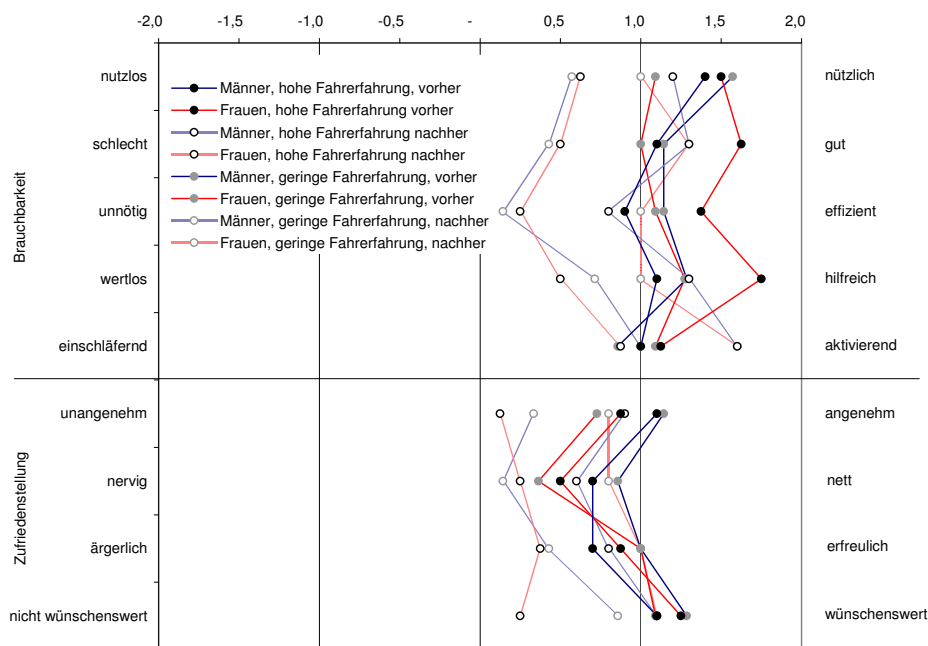 -2,0 -1,5 -1,0 -0,5 - 0,5 1,0 1,5 2,0
nutzlos nützlich
Männer, hohe Fahrerfahrung, vorher
Frauen, hohe Fahrerfahrung vorher
Männer, hohe Fahrerfahrung nachher
Frauen, hohe Fahrerfahrung nachher
Männer, geringe Fahrerfahrung, vorher
Frauen, geringe Fahrerfahrung, vorher
Männer, geringe Fahrerfahrung, nachher
Frauen, geringe Fahrerfahrung, nachher
Brauchbarkeit
schlecht gut
unnötig effizient
wertlos hilfreich
einschläfernd aktivierend
Zufriedenstellung
unangenehm angenehm
nervig nett
ärgerlich erfreulich
nicht wünschenswert wünschenswert